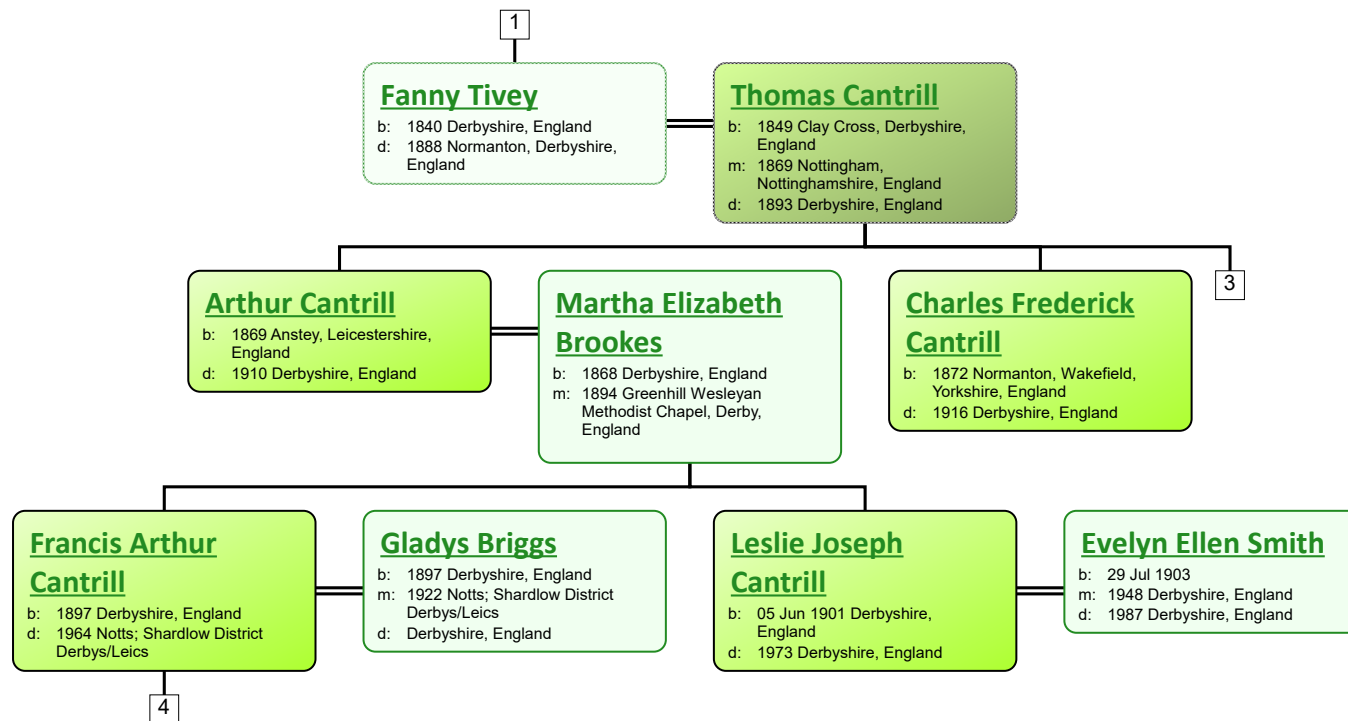 1
Fanny Tivey
b: 1840 Derbyshire, England
d: 1888 Normanton, Derbyshire,
England
Thomas Cantrill
b: 1849 Clay Cross, Derbyshire,
England
m: 1869 Nottingham,
Nottinghamshire, England
d: 1893 Derbyshire, England
Arthur Cantrill
b: 1869 Anstey, Leicestershire,
England
d: 1910 Derbyshire, England
Martha Elizabeth
Brookes
b: 1868 Derbyshire, England
m: 1894 Greenhill Wesleyan
Methodist Chapel, Derby,
England
Charles Frederick
Cantrill
b: 1872 Normanton, Wakefield,
Yorkshire, England
d: 1916 Derbyshire, England
3
Francis Arthur
Cantrill
b: 1897 Derbyshire, England
d: 1964 Notts; Shardlow District
Derbys/Leics
Gladys Briggs
b: 1897 Derbyshire, England
m: 1922 Notts; Shardlow District
Derbys/Leics
d: Derbyshire, England
Leslie Joseph
Cantrill
b: 05 Jun 1901 Derbyshire,
England
d: 1973 Derbyshire, England
Evelyn Ellen Smith
b: 29 Jul 1903
m: 1948 Derbyshire, England
d: 1987 Derbyshire, England
4